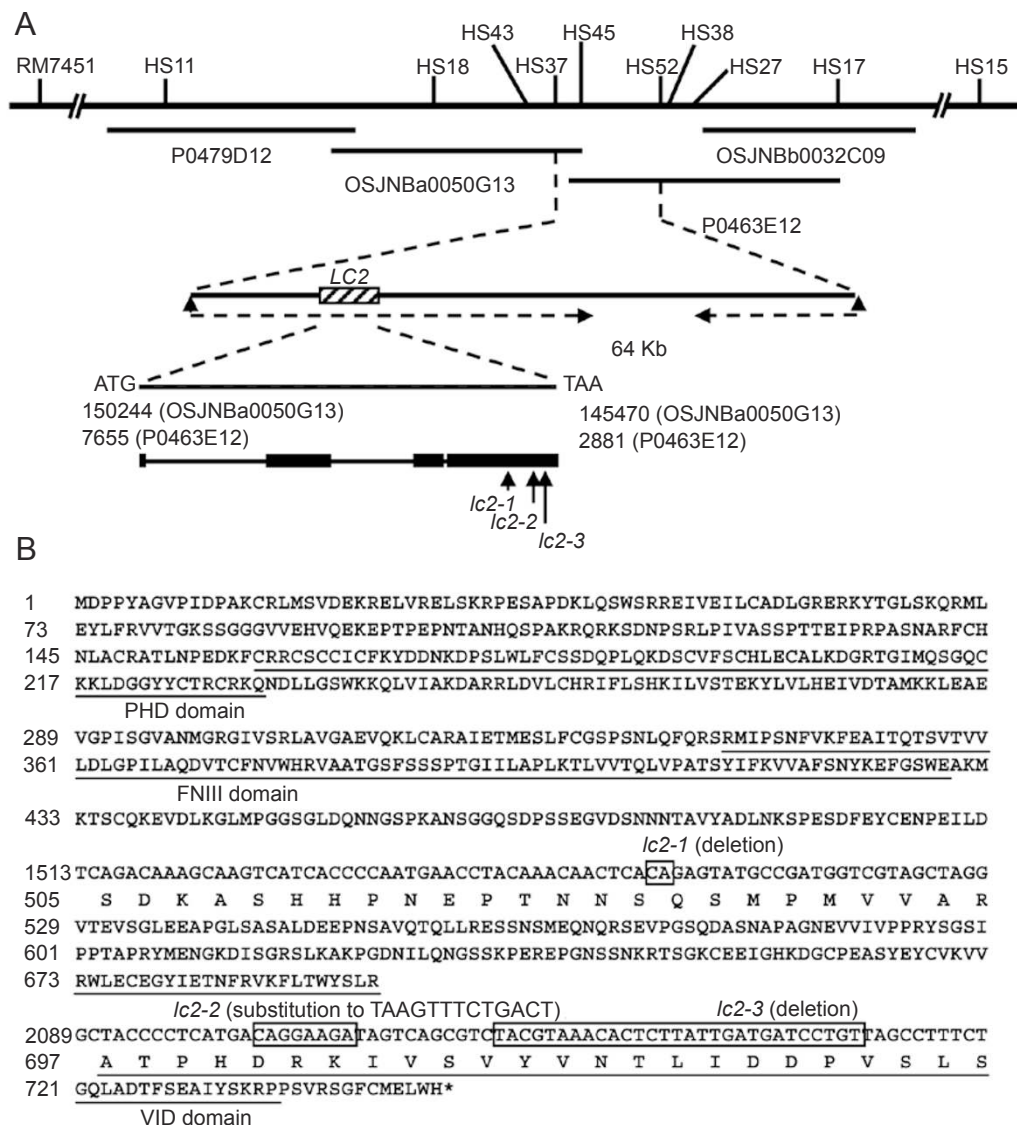 A
RM7451 HS11 HS18 HS43 HS37 HS45 HS52 HS38 HS27 HS17 HS15
P0479D12
OSJNBb0032C09
OSJNBa0050G13
P0463E12
LC2
64 Kb
ATG TAA
150244 (OSJNBa0050G13) 145470 (OSJNBa0050G13)
7655 (P0463E12) 2881 (P0463E12)
lc2-1
lc2-2
lc2-3
B
1 MDPPYAGVPIDPAKCRLMSVDEKRELVRELSKRPESAPDKLQSWSRREIVEILCADLGRERKYTGLSKQRML
73 EYLFRVVTGKSSGGGVVEHVQEKEPTPEPNTANHQSPAKRQRKSDNPSRLPIVASSPTTEIPRPASNARFCH
145 NLACRATLNPEDKFCRRCSCCICFKYDDNKDPSLWLFCSSDQPLQKDSCVFSCHLECALKDGRTGIMQSGQC
217 KKLDGGYYCTRCRKQNDLLGSWKKQLVIAKDARRLDVLCHRIFLSHKILVSTEKYLVLHEIVDTAMKKLEAE
PHD domain
289 VGPISGVANMGRGIVSRLAVGAEVQKLCARAIETMESLFCGSPSNLQFQRSRMIPSNFVKFEAITQTSVTVV
361 LDLGPILAQDVTCFNVWHRVAATGSFSSSPTGIILAPLKTLVVTQLVPATSYIFKVVAFSNYKEFGSWEAKM
FNIII domain
433 KTSCQKEVDLKGLMPGGSGLDQNNGSPKANSGGQSDPSSEGVDSNNNTAVYADLNKSPESDFEYCENPEILD
lc2-1 (deletion)
1513 TCAGACAAAGCAAGTCATCACCCCAATGAACCTACAAACAACTCACAGAGTATGCCGATGGTCGTAGCTAGG
505 S D K A S H H P N E P T N N S Q S M P M V V A R
529 VTEVSGLEEAPGLSASALDEEPNSAVQTQLLRESSNSMEQNQRSEVPGSQDASNAPAGNEVVIVPPRYSGSI
601 PPTAPRYMENGKDISGRSLKAKPGDNILQNGSSKPEREPGNSSNKRTSGKCEEIGHKDGCPEASYEYCVKVV
673 RWLECEGYIETNFRVKFLTWYSLR
lc2-2 (substitution to TAAGTTTCTGACT) lc2-3 (deletion)
2089 GCTACCCCTCATGACAGGAAGATAGTCAGCGTCTACGTAAACACTCTTATTGATGATCCTGTTAGCCTTTCT
697 A T P H D R K I V S V Y V N T L I D D P V S L S
721 GQLADTFSEAIYSKRPPSVRSGFCMELWH*
VID domain